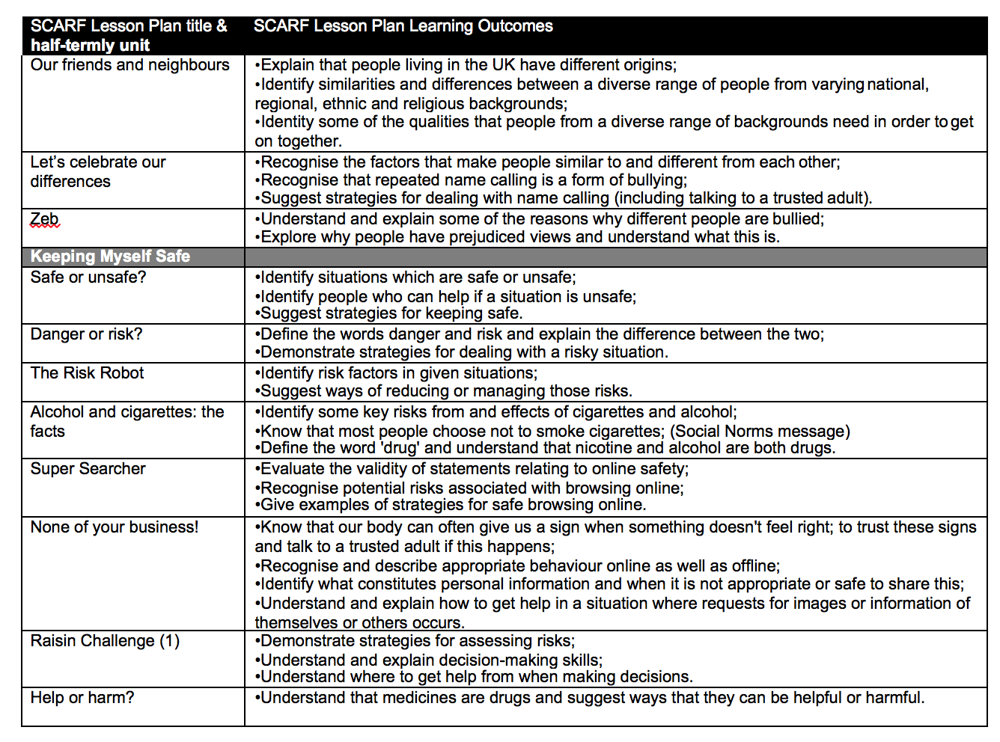 SCARF Lesson Plan title &
half-termly unit
SCARF Lesson Plan Learning Outcomes
Our friends and neighbours
•Explain that people living in the UK have different origins;
•Identify similarities and differences between a diverse range of people from varying national,
regional, ethnic and religious backgrounds;
•Identity some of the qualities that people from a diverse range of backgrounds need in order to get
on together.
Let’s celebrate our
differences
•Recognise the factors that make people similar to and different from each other;
•Recognise that repeated name calling is a form of bullying;
•Suggest strategies for dealing with name calling (including talking to a trusted adult).
Zeb
•Understand and explain some of the reasons why different people are bullied;
•Explore why people have prejudiced views and understand what this is.
Keeping Myself Safe
Safe or unsafe?
•Identify situations which are safe or unsafe;
•Identify people who can help if a situation is unsafe;
•Suggest strategies for keeping safe.
Danger or risk?
•Define the words danger and risk and explain the difference between the two;
•Demonstrate strategies for dealing with a risky situation.
The Risk Robot
•Identify risk factors in given situations;
•Suggest ways of reducing or managing those risks.
Alcohol and cigarettes: the
facts
•Identify some key risks from and effects of cigarettes and alcohol;
•Know that most people choose not to smoke cigarettes; (Social Norms message)
•Define the word 'drug' and understand that nicotine and alcohol are both drugs.
Super Searcher
•Evaluate the validity of statements relating to online safety;
•Recognise potential risks associated with browsing online;
•Give examples of strategies for safe browsing online.
None of your business!
•Know that our body can often give us a sign when something doesn't feel right; to trust these signs
and talk to a trusted adult if this happens;
•Recognise and describe appropriate behaviour online as well as offline;
•Identify what constitutes personal information and when it is not appropriate or safe to share this;
•Understand and explain how to get help in a situation where requests for images or information of
themselves or others occurs.
Raisin Challenge (1)
•Demonstrate strategies for assessing risks;
•Understand and explain decision-making skills;
•Understand where to get help from when making decisions.
Help or harm?
•Understand that medicines are drugs and suggest ways that they can be helpful or harmful.